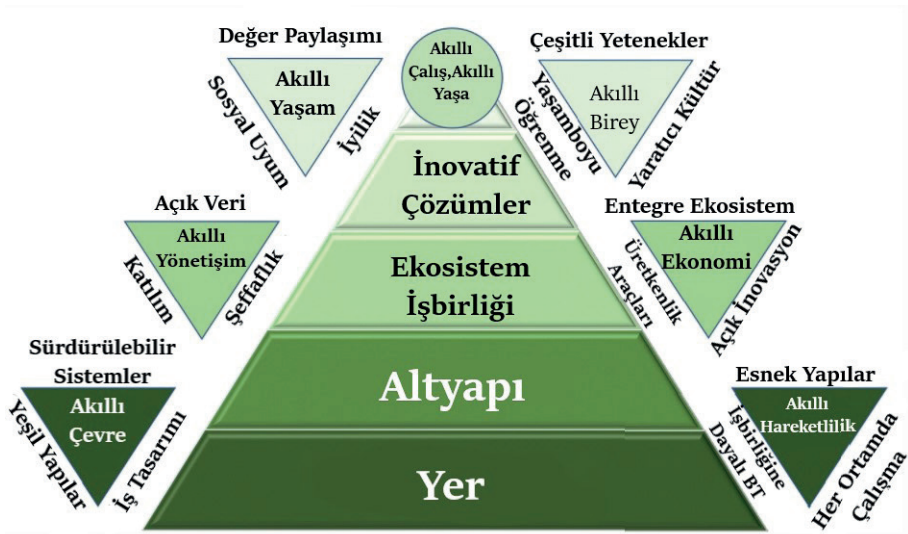 Değer Paylaşımı
Akıllı
Yaşam
Sosyal Uyum
İyilik
Akıllı
Çalış,Akıllı
Yaşa
Çeşitli Yetenekler
Akıllı
Birey
Yaşamboyu
Öğrenme
Yaratıcı Kültür
İnovatif
Çözümler
Açık Veri
Akıllı
Yönetişim
Katılım
Şeffaflık
Entegre Ekosistem
Akıllı
Ekonomi
Üretkenlik
Araçları
Açık İnovasyon
Ekosistem
İşbirliği
Sürdürülebilir
Sistemler
Akıllı
Çevre
Yeşil Yapılar
İş Tasarımı
Altyapı
Esnek Yapılar
Akıllı
Hareketlilik
İşbirliğine
Dayalı BT
Her Ortamda
Çalışma
Yer